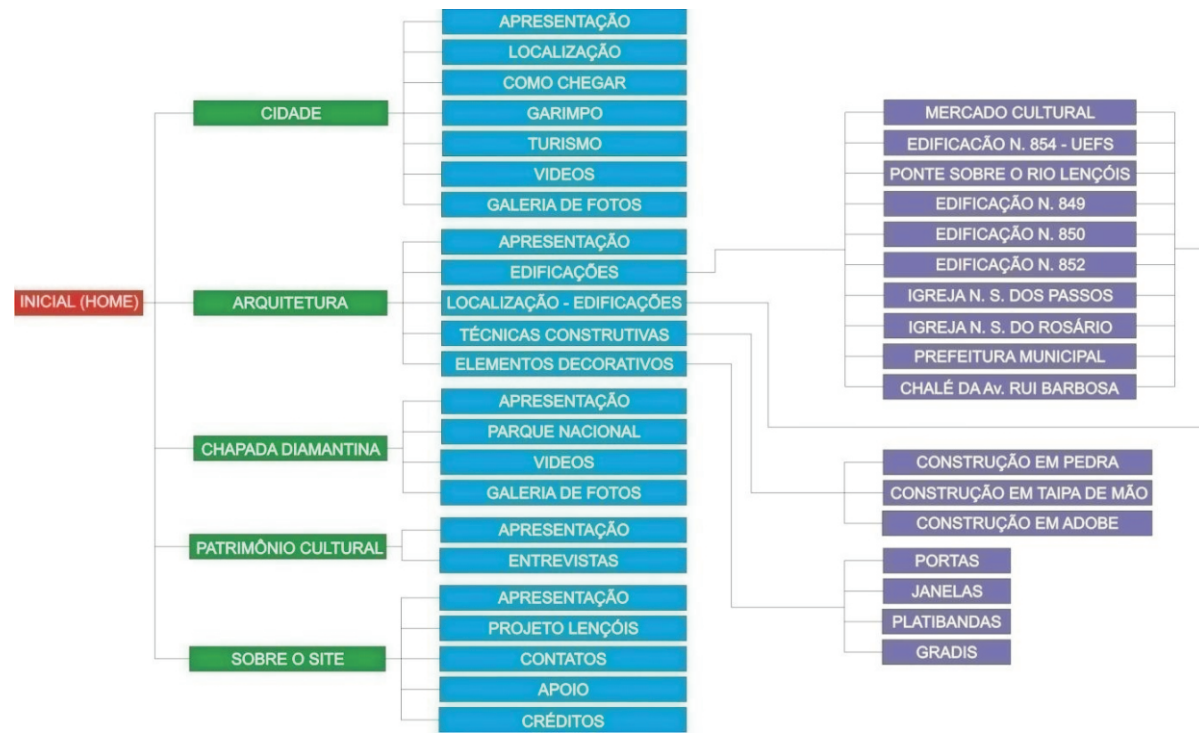 INICIAL (HOME)
CIDADE
APRESENTAÇÃO
LOCALIZAÇÃO
COMO CHEGAR
GARIMPO
TURISMO
VIDEOS
GALERIA DE FOTOS
ARQUITETURA
APRESENTAÇÃO
EDIFICAÇÕES
LOCALIZAÇÃO - EDIFICAÇÕES
TÉCNICAS CONSTRUTIVAS
ELEMENTOS DECORATIVOS
MERCADO CULTURAL
EDIFICACÃO N. 854 - UEFS
PONTE SOBRE O RIO LENÇÓIS
EDIFICAÇÃO N. 849
EDIFICAÇÃO N. 850
EDIFICAÇÃO N. 852
IGREJA N. S. DOS PASSOS
IGREJA N. S. DO ROSÁRIO
PREFEITURA MUNICIPAL
CHALÉ DA Av. RUI BARBOSA
CONSTRUÇÃO EM PEDRA
CONSTRUÇÃO EM TAIPA DE MÃO
CONSTRUÇÃO EM ADOBE
PORTAS
JANELAS
PLATIBANDAS
GRADIS
CHAPADA DIAMANTINA
APRESENTAÇÃO
PARQUE NACIONAL
VIDEOS
GALERIA DE FOTOS
PATRIMÔNIO CULTURAL
APRESENTAÇÃO
ENTREVISTAS
SOBRE O SITE
APRESENTAÇÃO
PROJETO LENÇÓIS
CONTATOS
APOIO
CRÉDITOS